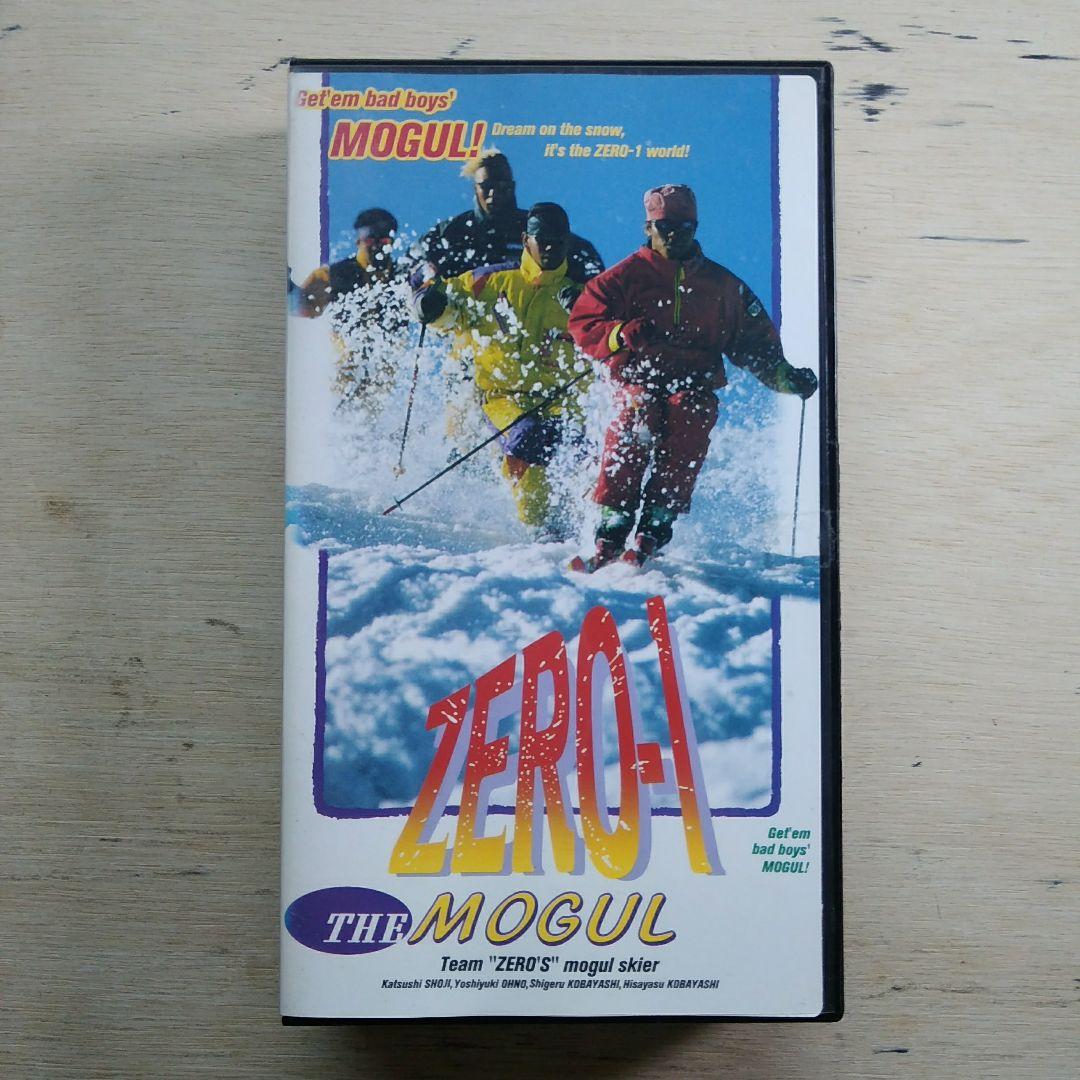 Get'em bad boys'
MOGUL!
Dream on the snow,
it's the ZERO-1 world!
ZERO-1
Get'em
bad boys'
MOGUL!
THE MOGUL
Team "ZERO'S" mogul skier
Katsushi SHOJI, Yoshiyuki OHNO, Shigeru KOBAYASHI, Hisayasu KOBAYASHI